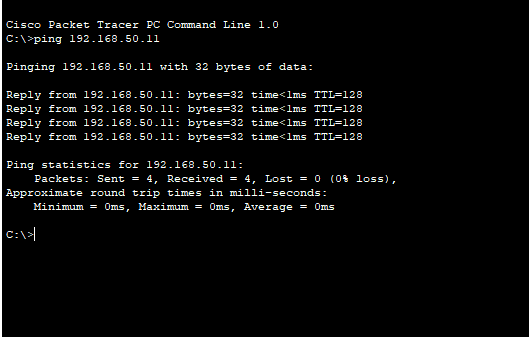 Cisco Packet Tracer PC Command Line 1.0
C:\>ping 192.168.50.11
Pinging 192.168.50.11 with 32 bytes of data:
Reply from 192.168.50.11: bytes=32 time<1ms TTL=128
Reply from 192.168.50.11: bytes=32 time<1ms TTL=128
Reply from 192.168.50.11: bytes=32 time<1ms TTL=128
Reply from 192.168.50.11: bytes=32 time<1ms TTL=128
Ping statistics for 192.168.50.11:
Packets: Sent = 4, Received = 4, Lost = 0 (0% loss),
Approximate round trip times in milli-seconds:
Minimum = 0ms, Maximum = 0ms, Average = 0ms
C:\>